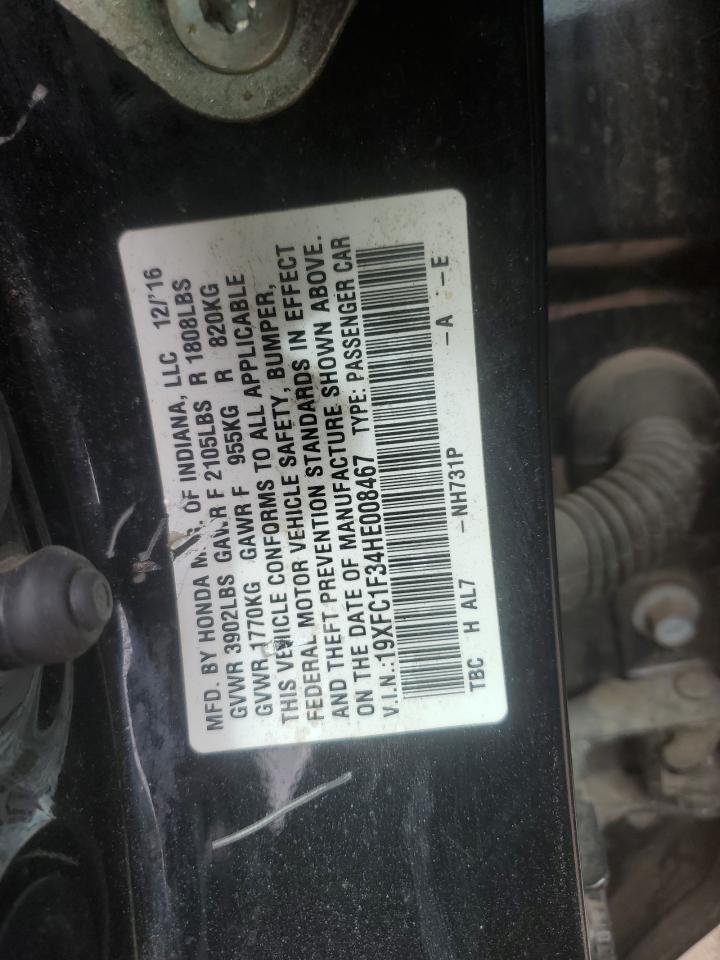 MFD. BY HONDA OF INDIANA, LLC 12/'16
GVWR 3902LBS GAWR F 2105LBS R 1808LBS
GVWR 1770KG GAWR F 955KG R 820KG
THIS VEHICLE CONFORMS TO ALL APPLICABLE
FEDERAL MOTOR VEHICLE SAFETY, BUMPER,
AND THEFT PREVENTION STANDARDS IN EFFECT
ON THE DATE OF MANUFACTURE SHOWN ABOVE.
V.I.N.:19XFC1F34HE008467 TYPE: PASSENGER CAR
TBC H AL7 -NH731P -A -E